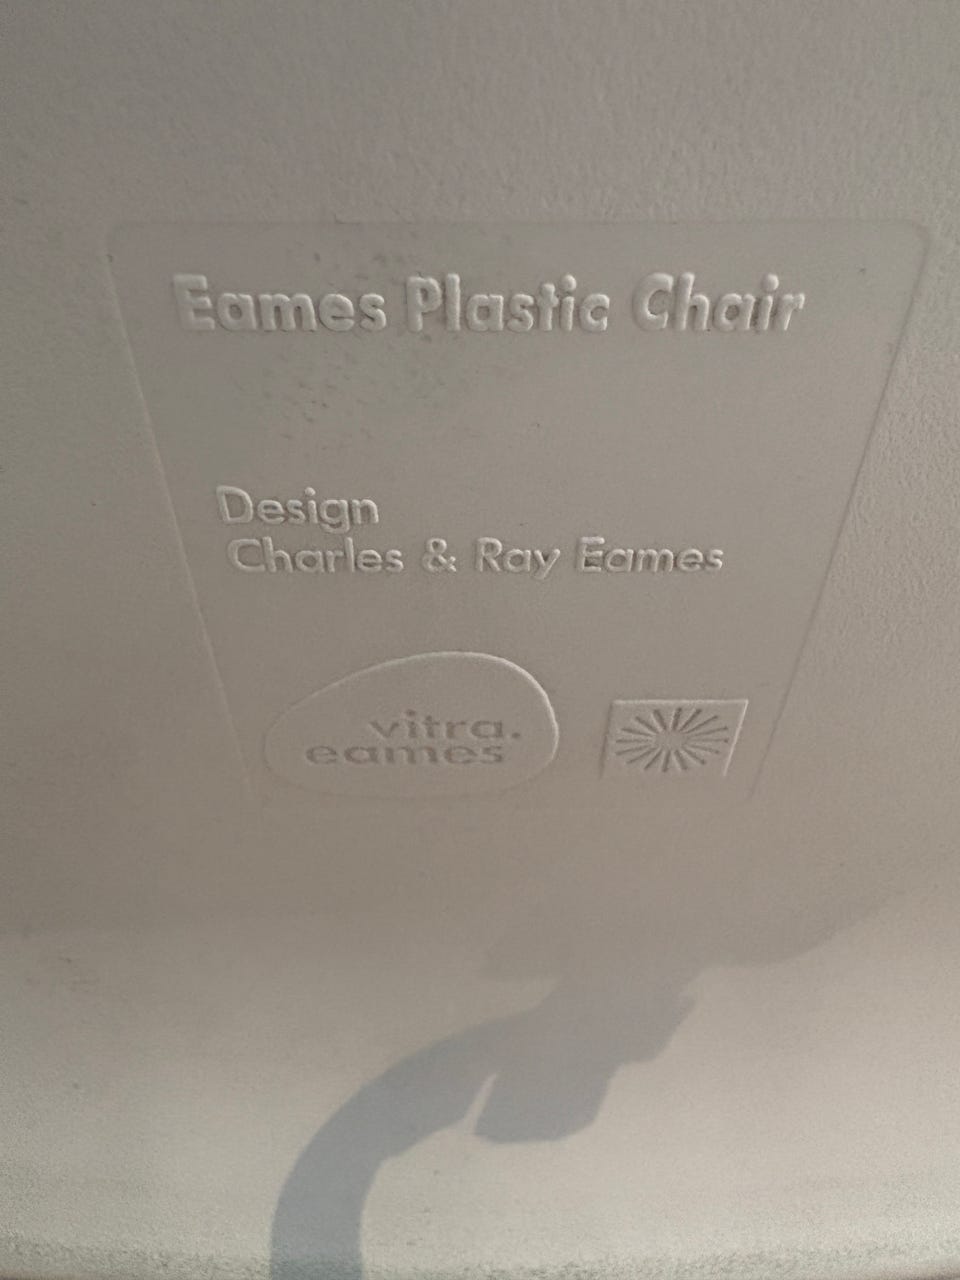 Eames Plastic Chair
Design
Charles & Ray Eames
vitra.
eames